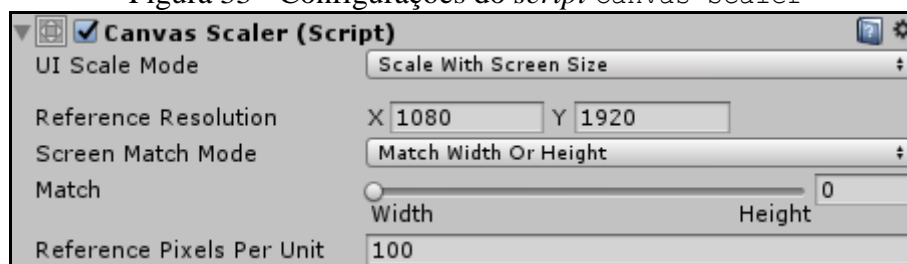 Figura 33 - Configurações do script Canvas Scaler
Canvas Scaler (Script)
UI Scale Mode Scale With Screen Size
Reference Resolution X 1080 Y 1920
Screen Match Mode Match Width Or Height
Match 0
Width Height
Reference Pixels Per Unit 100